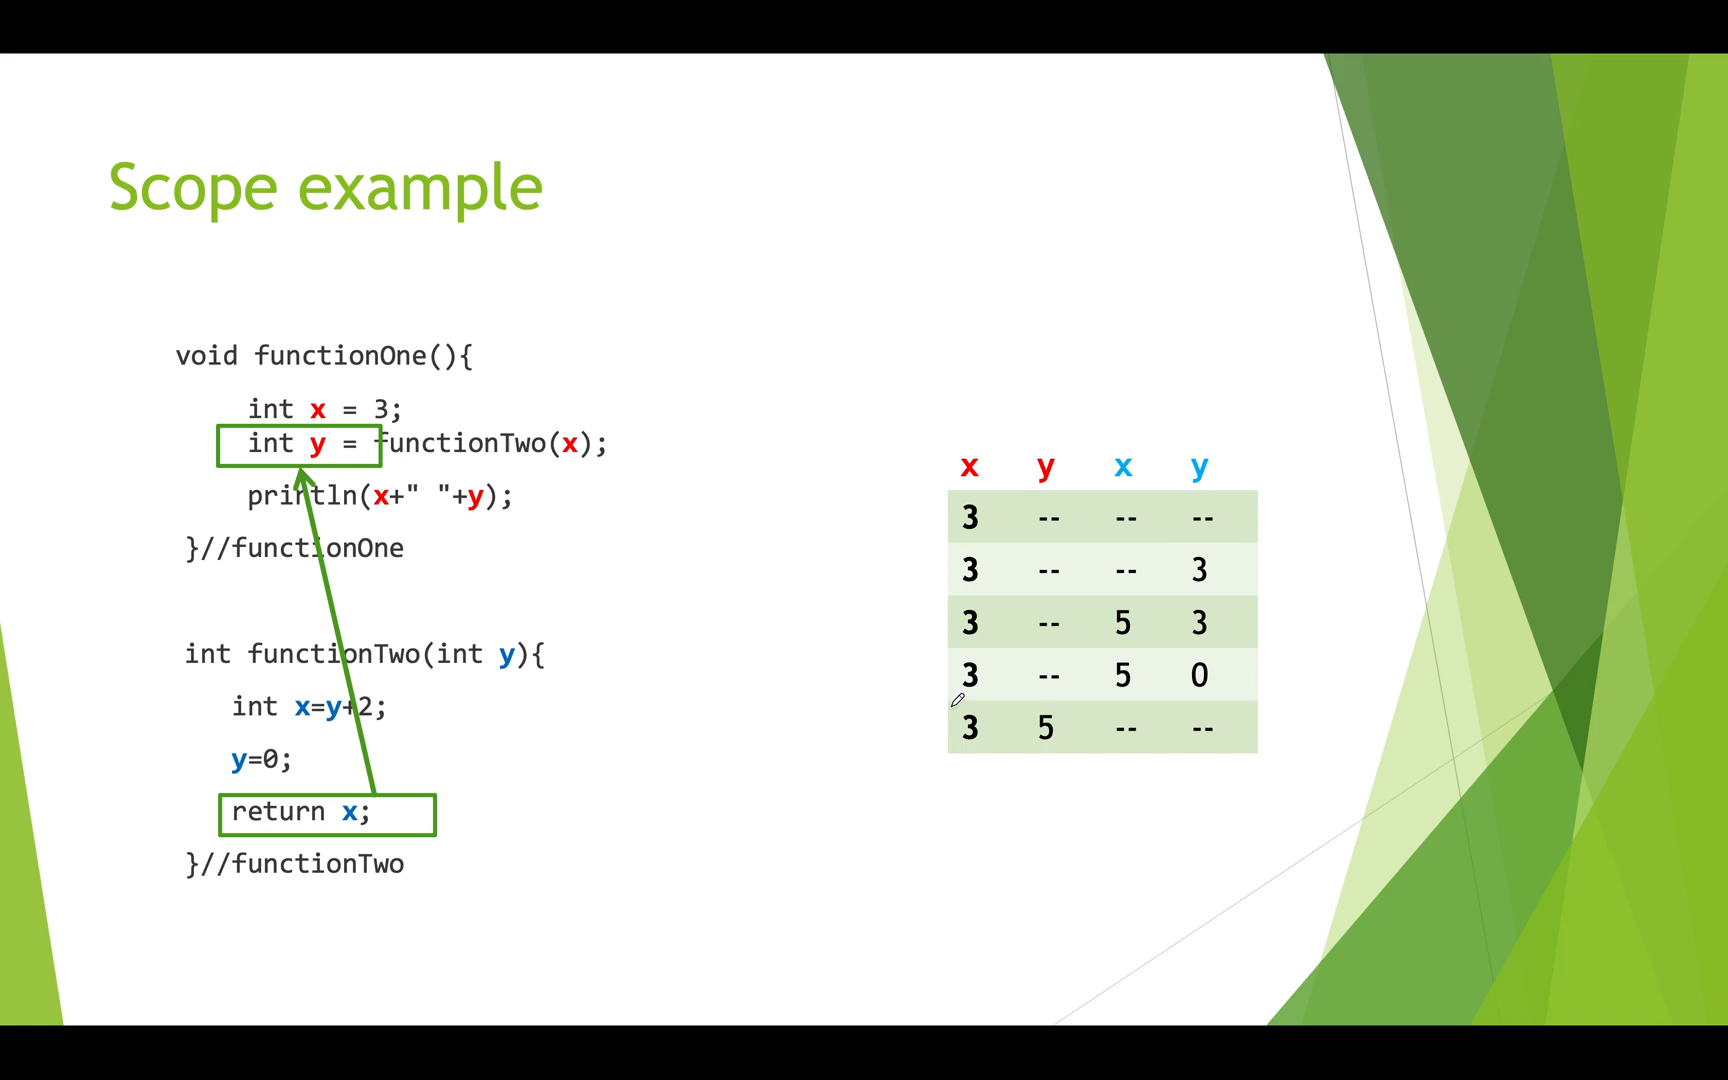 Scope example
void functionOne(){
int x = 3;
int y = functionTwo(x);
println(x+" "+y);
}//functionOne
int functionTwo(int y){
int x=y+2;
y=0;
return x;
}//functionTwo
x y x y
3 -- -- --
3 -- -- 3
3 -- 5 3
3 -- 5 0
3 5 -- --